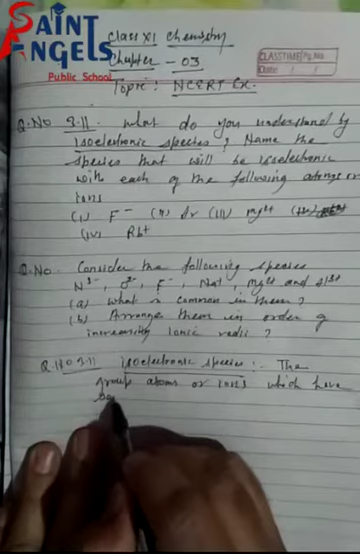 SAINT
ANGELS
Public School
Class XI Chemistry
Chapter - 03
CLASSTIME Pg. No.
Date / /
Topic: NCERT Ex.
Q.No 3.11 What do you understand by
isoelectronic species? Name the
species that will be isoelectronic
with each of the following atoms or
ions
(i) F⁻ (ii) Ar (iii) Mg²⁺
(iv) Rb⁺
Q.No. Consider the following species
N³⁻, O²⁻, F⁻, Na⁺, Mg²⁺ and Al³⁺
(a) What is common in them?
(b) Arrange them in order of
increasing ionic radii?
Q.No 3.11 isoelectronic species:- The
group atoms or ions which have